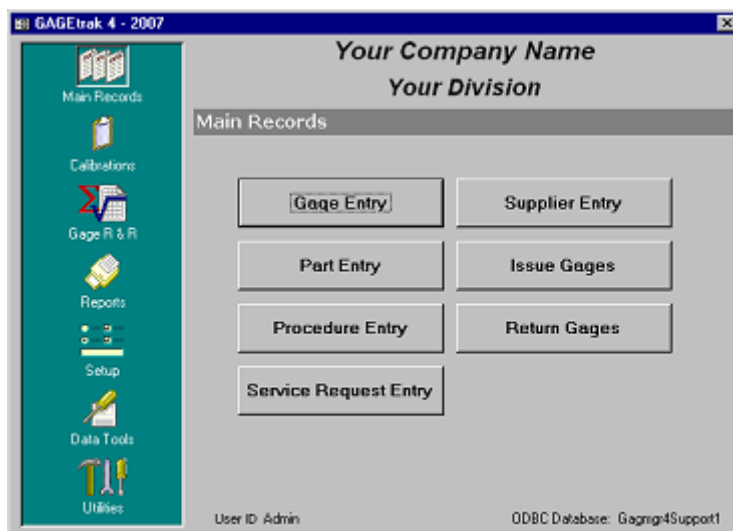 GAGEtrak 4 - 2007
Your Company Name
Your Division
Main Records
Main Records
Calibrations
Gage R & R
Reports
Setup
Data Tools
Utilities
Gage Entry
Supplier Entry
Part Entry
Issue Gages
Procedure Entry
Return Gages
Service Request Entry
User ID Admin
ODBC Database: Gagmgr4Support1